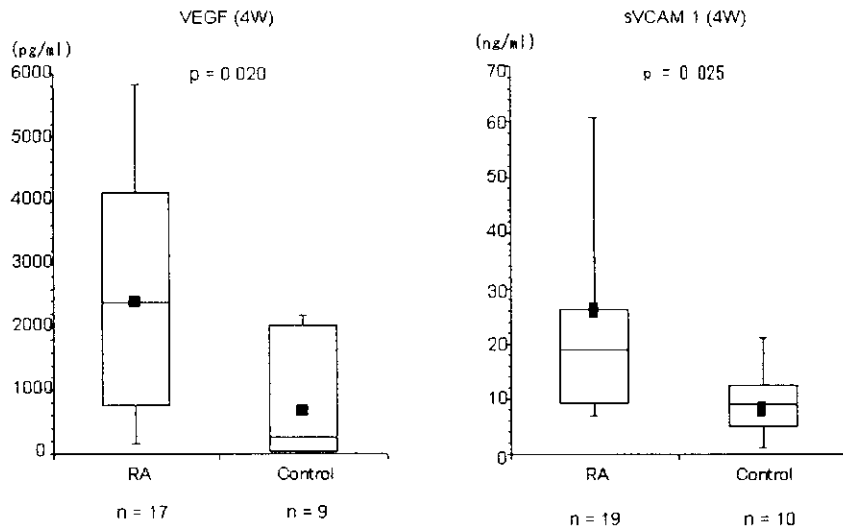 VEGF (4W)
(pg/ml)
p = 0.020
6000
5000
4000
3000
2000
1000
0
RA
Control
n = 17
n = 9
sVCAM 1 (4W)
(ng/ml)
p = 0 025
70
60
50
40
30
20
10
0
RA
Control
n = 19
n = 10